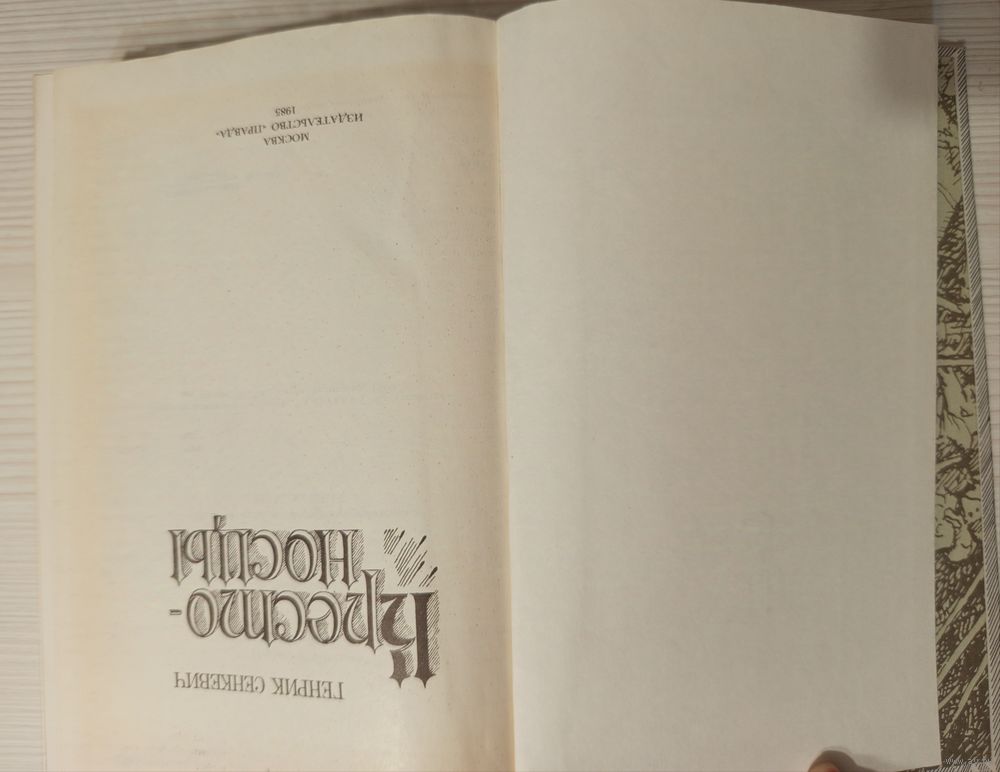 ГЕНРИК СЕНКЕВИЧ
Кресто-
носцы
МОСКВА
ИЗДАТЕЛЬСТВО «ПРАВДА»
1985